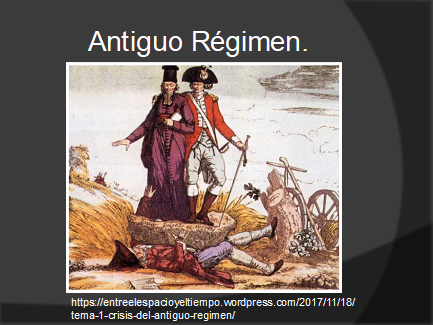 Antiguo Régimen.
https://entreelespacioyeltiempo.wordpress.com/2017/11/18/
tema-1-crisis-del-antiguo-regimen/